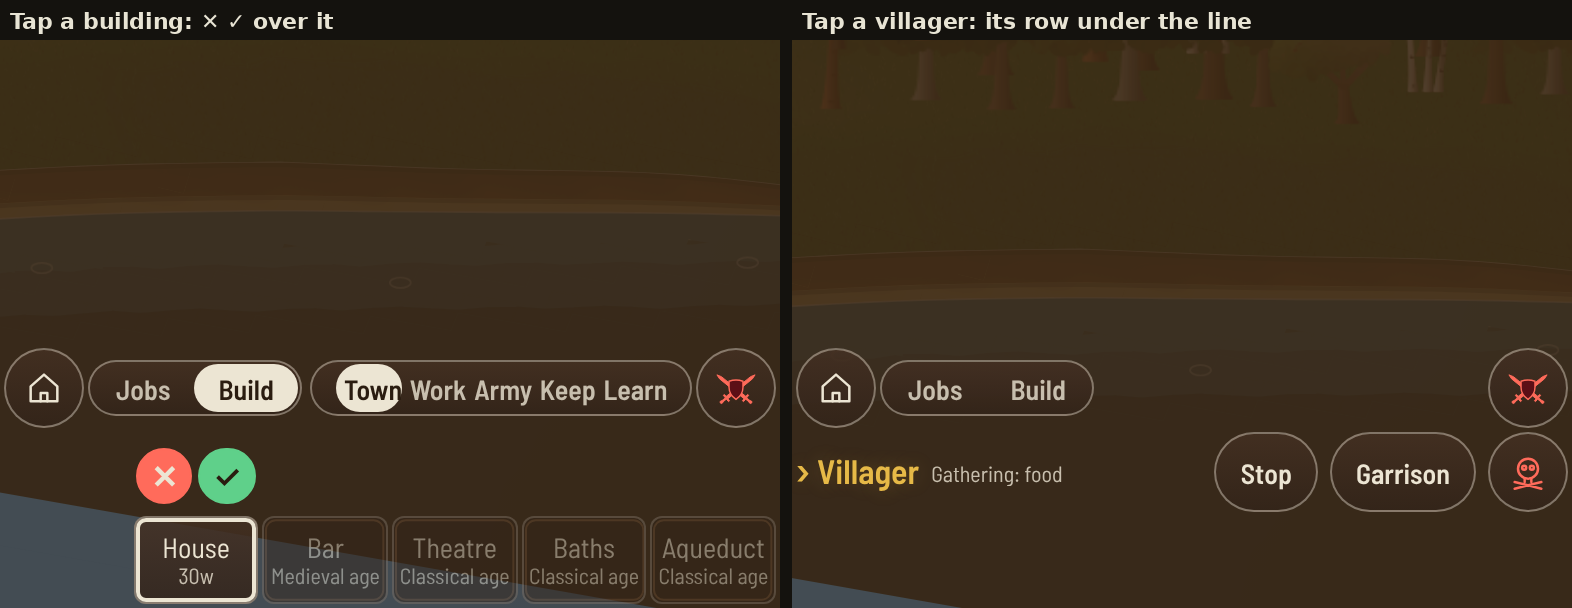 Tap a building: ✕ ✓ over it
Jobs Build Town Work Army Keep Learn
House Bar Theatre Baths Aqueduct
30w Medieval age Classical age Classical age Classical age
Tap a villager: its row under the line
Jobs Build
› Villager Gathering: food Stop Garrison